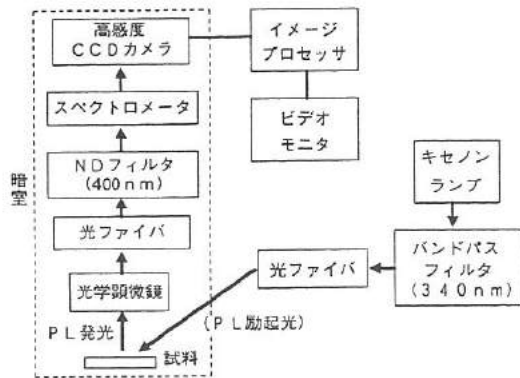 高感度
CCDカメラ
イメージ
プロセッサ
スペクトロメータ
ビデオ
モニタ
NDフィルタ
(400nm)
キセノン
ランプ
暗室
光ファイバ
光ファイバ
バンドパス
フィルタ
(340nm)
光学顕微鏡
PL発光
(PL励起光)
試料